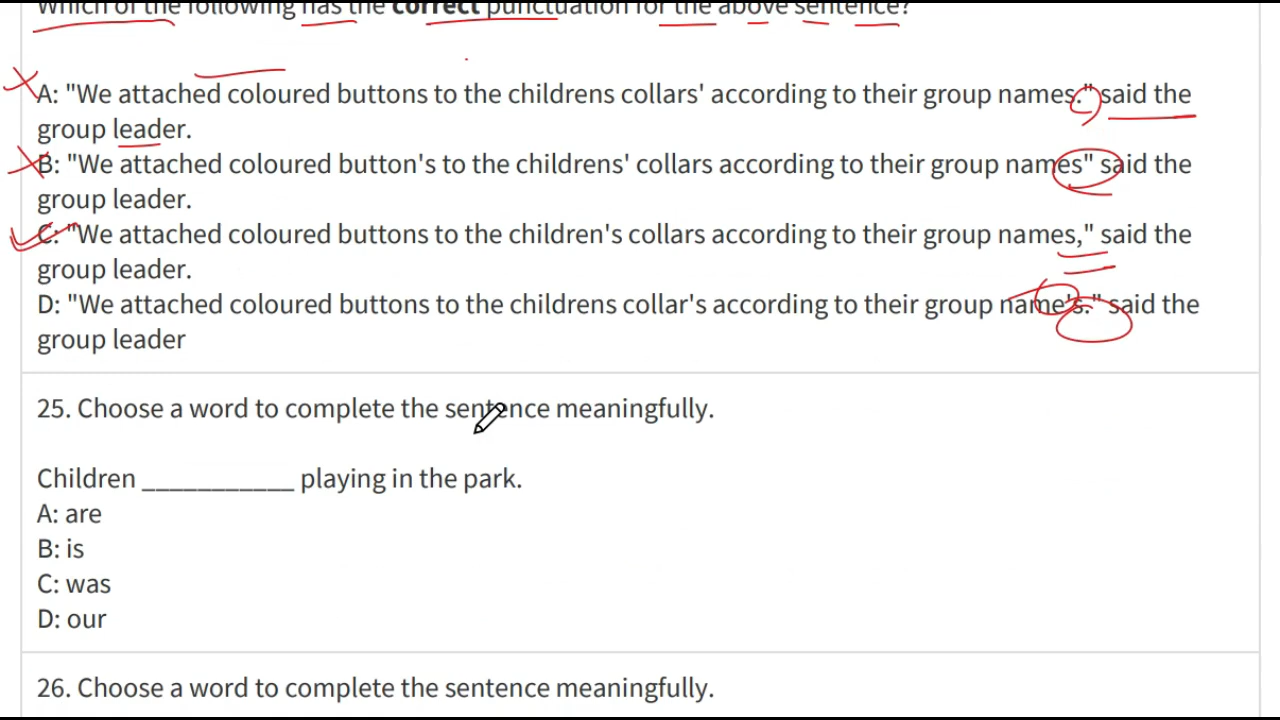 Which of the following has the correct punctuation for the above sentence?
A: "We attached coloured buttons to the childrens collars' according to their group names." said the
group leader.
B: "We attached coloured button's to the childrens' collars according to their group names" said the
group leader.
C: "We attached coloured buttons to the children's collars according to their group names," said the
group leader.
D: "We attached coloured buttons to the childrens collar's according to their group name's." said the
group leader
25. Choose a word to complete the sentence meaningfully.
Children ___________ playing in the park.
A: are
B: is
C: was
D: our
26. Choose a word to complete the sentence meaningfully.